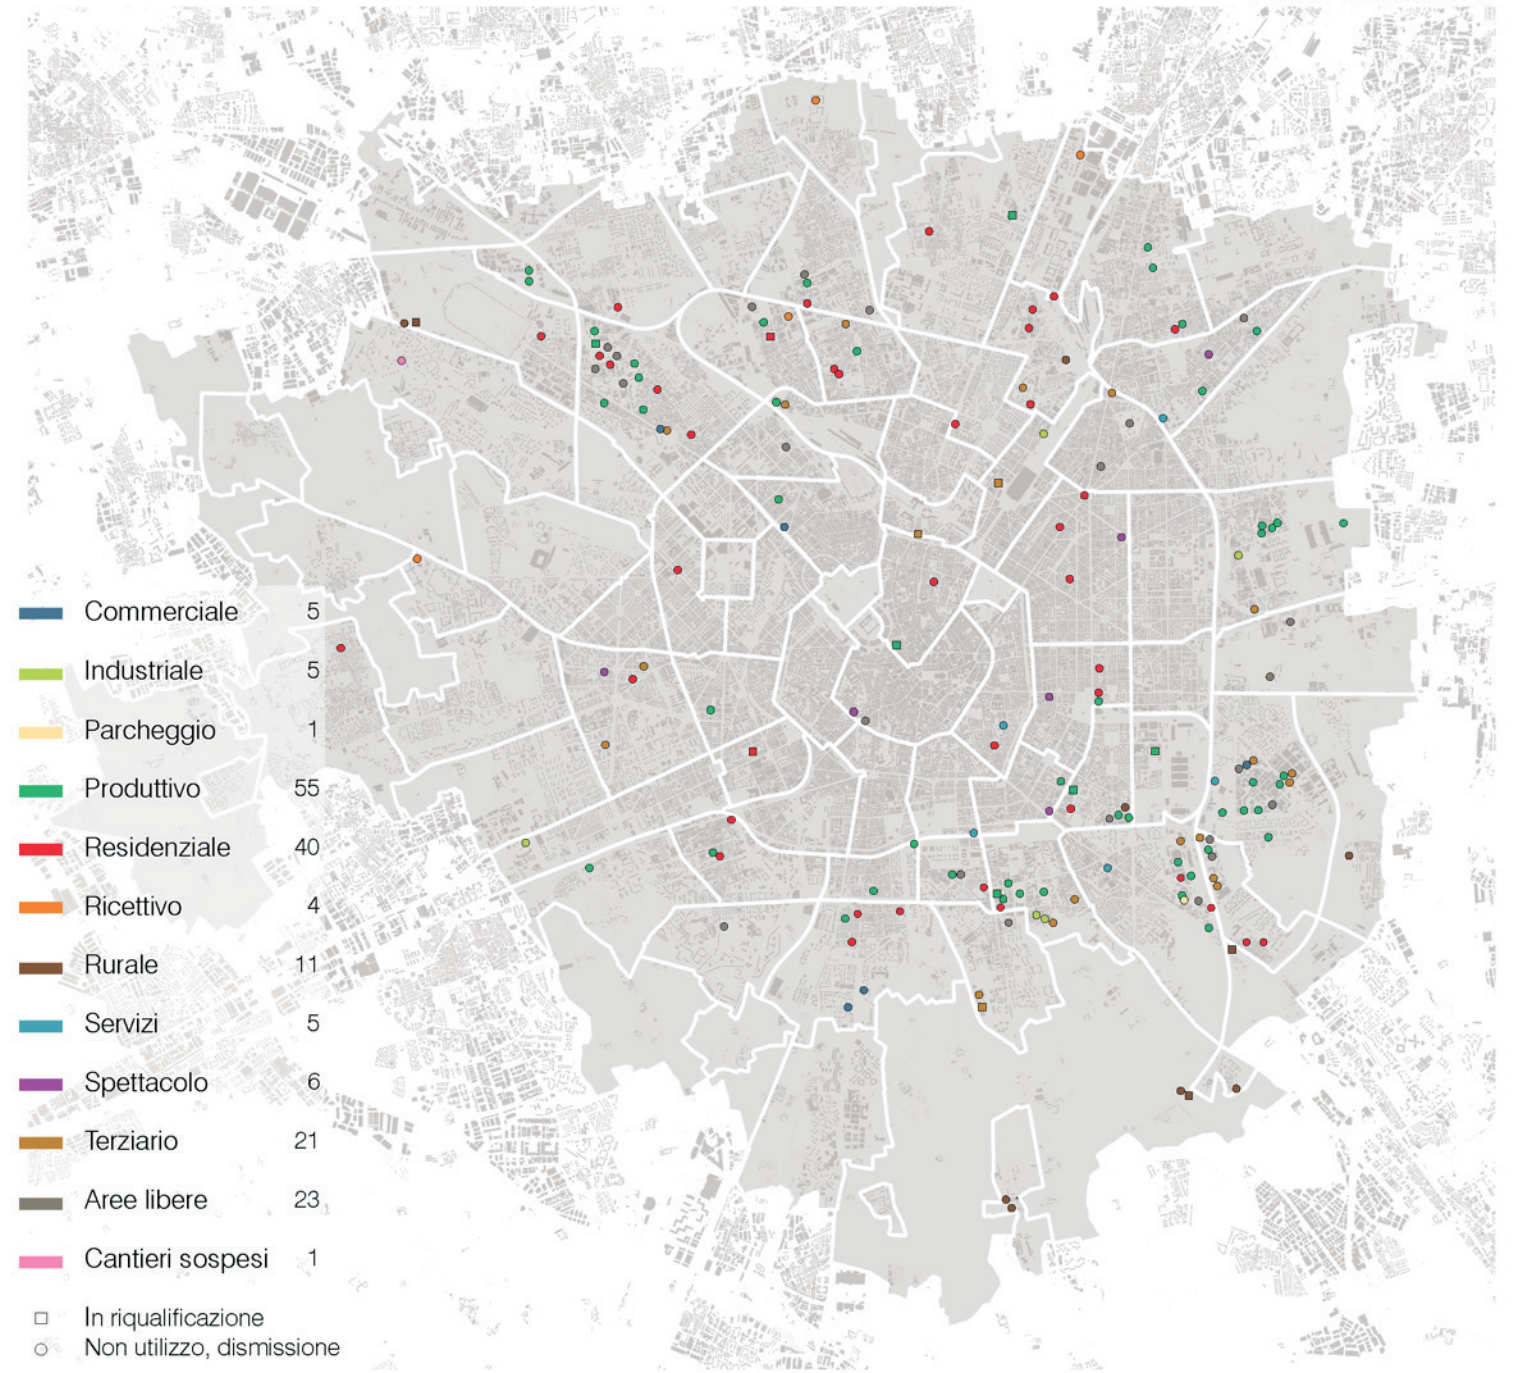 Commerciale 5
Industriale 5
Parcheggio 1
Produttivo 55
Residenziale 40
Ricettivo 4
Rurale 11
Servizi 5
Spettacolo 6
Terziario 21
Aree libere 23
Cantieri sospesi 1
In riqualificazione
Non utilizzo, dismissione